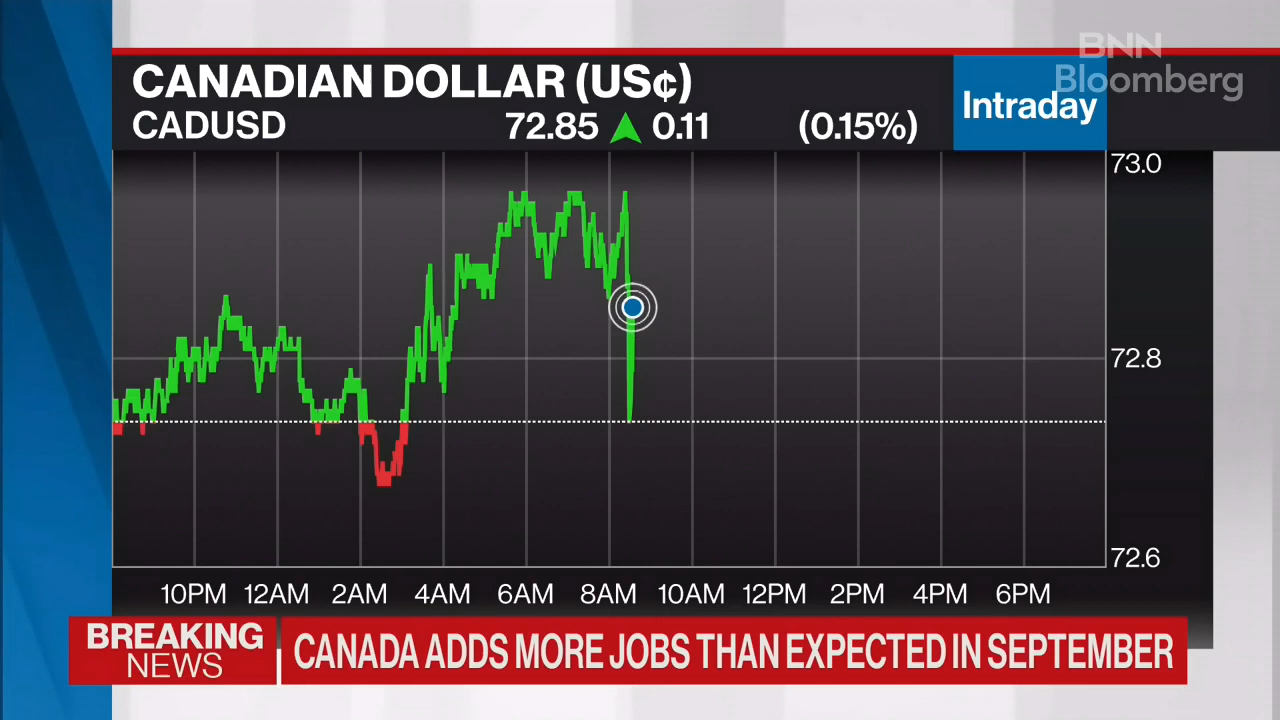 BNN
Bloomberg
CANADIAN DOLLAR (US¢)
CADUSD 72.85 ▲ 0.11 (0.15%)
Intraday
73.0
72.8
72.6
10PM 12AM 2AM 4AM 6AM 8AM 10AM 12PM 2PM 4PM 6PM
BREAKING
NEWS
CANADA ADDS MORE JOBS THAN EXPECTED IN SEPTEMBER